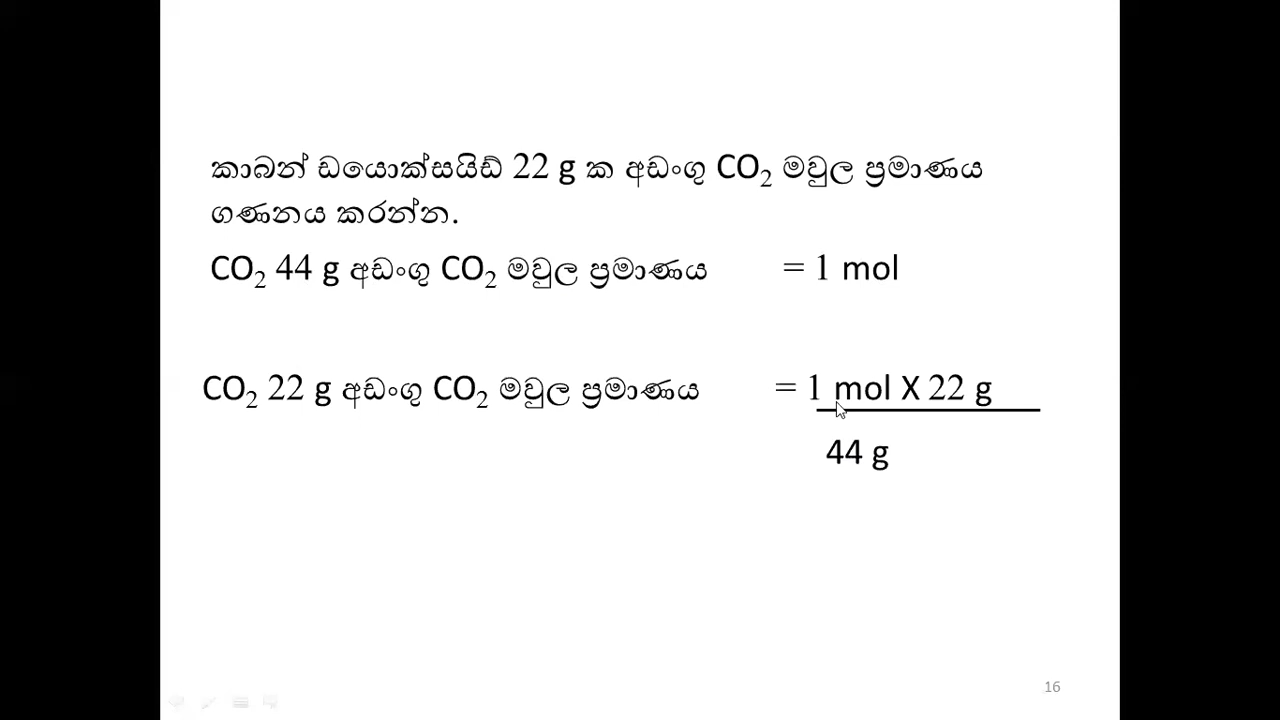 කාබන් ඩයොක්සයිඩ් 22 g ක අඩංගු CO₂ මවුල ප්‍රමාණය
ගණනය කරන්න.
CO₂ 44 g අඩංගු CO₂ මවුල ප්‍රමාණය = 1 mol
CO₂ 22 g අඩංගු CO₂ මවුල ප්‍රමාණය = 1 mol X 22 g
44 g
16